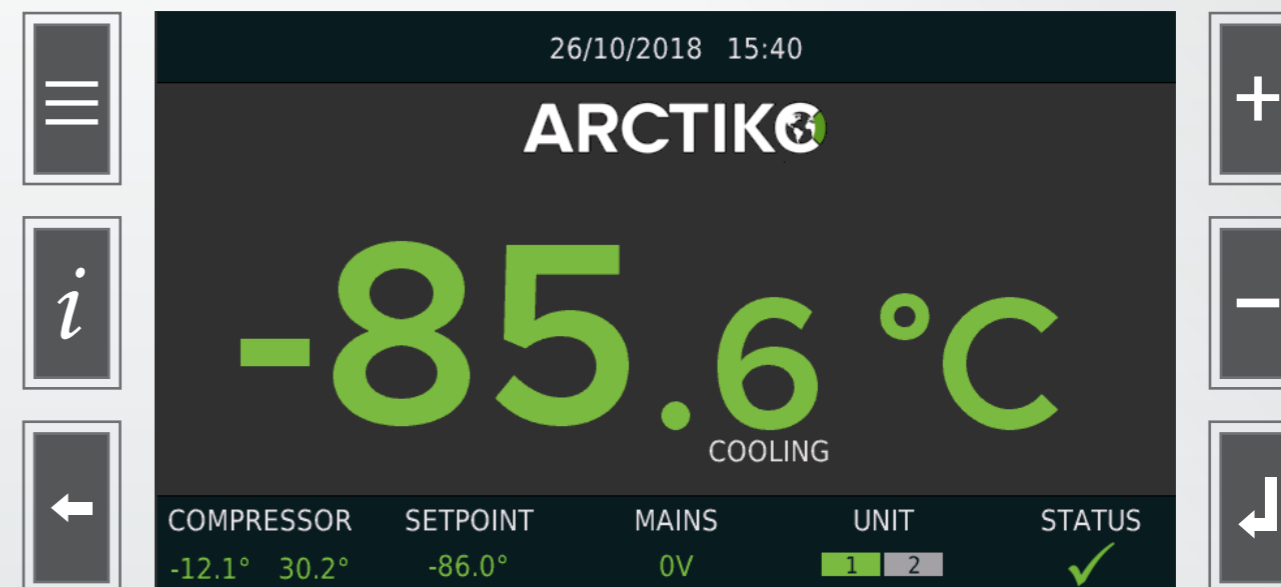 26/10/2018 15:40
ARCTIKO
-85.6 °C
COOLING
i
COMPRESSOR SETPOINT MAINS UNIT STATUS
-12.1° 30.2° -86.0° 0V 1 2